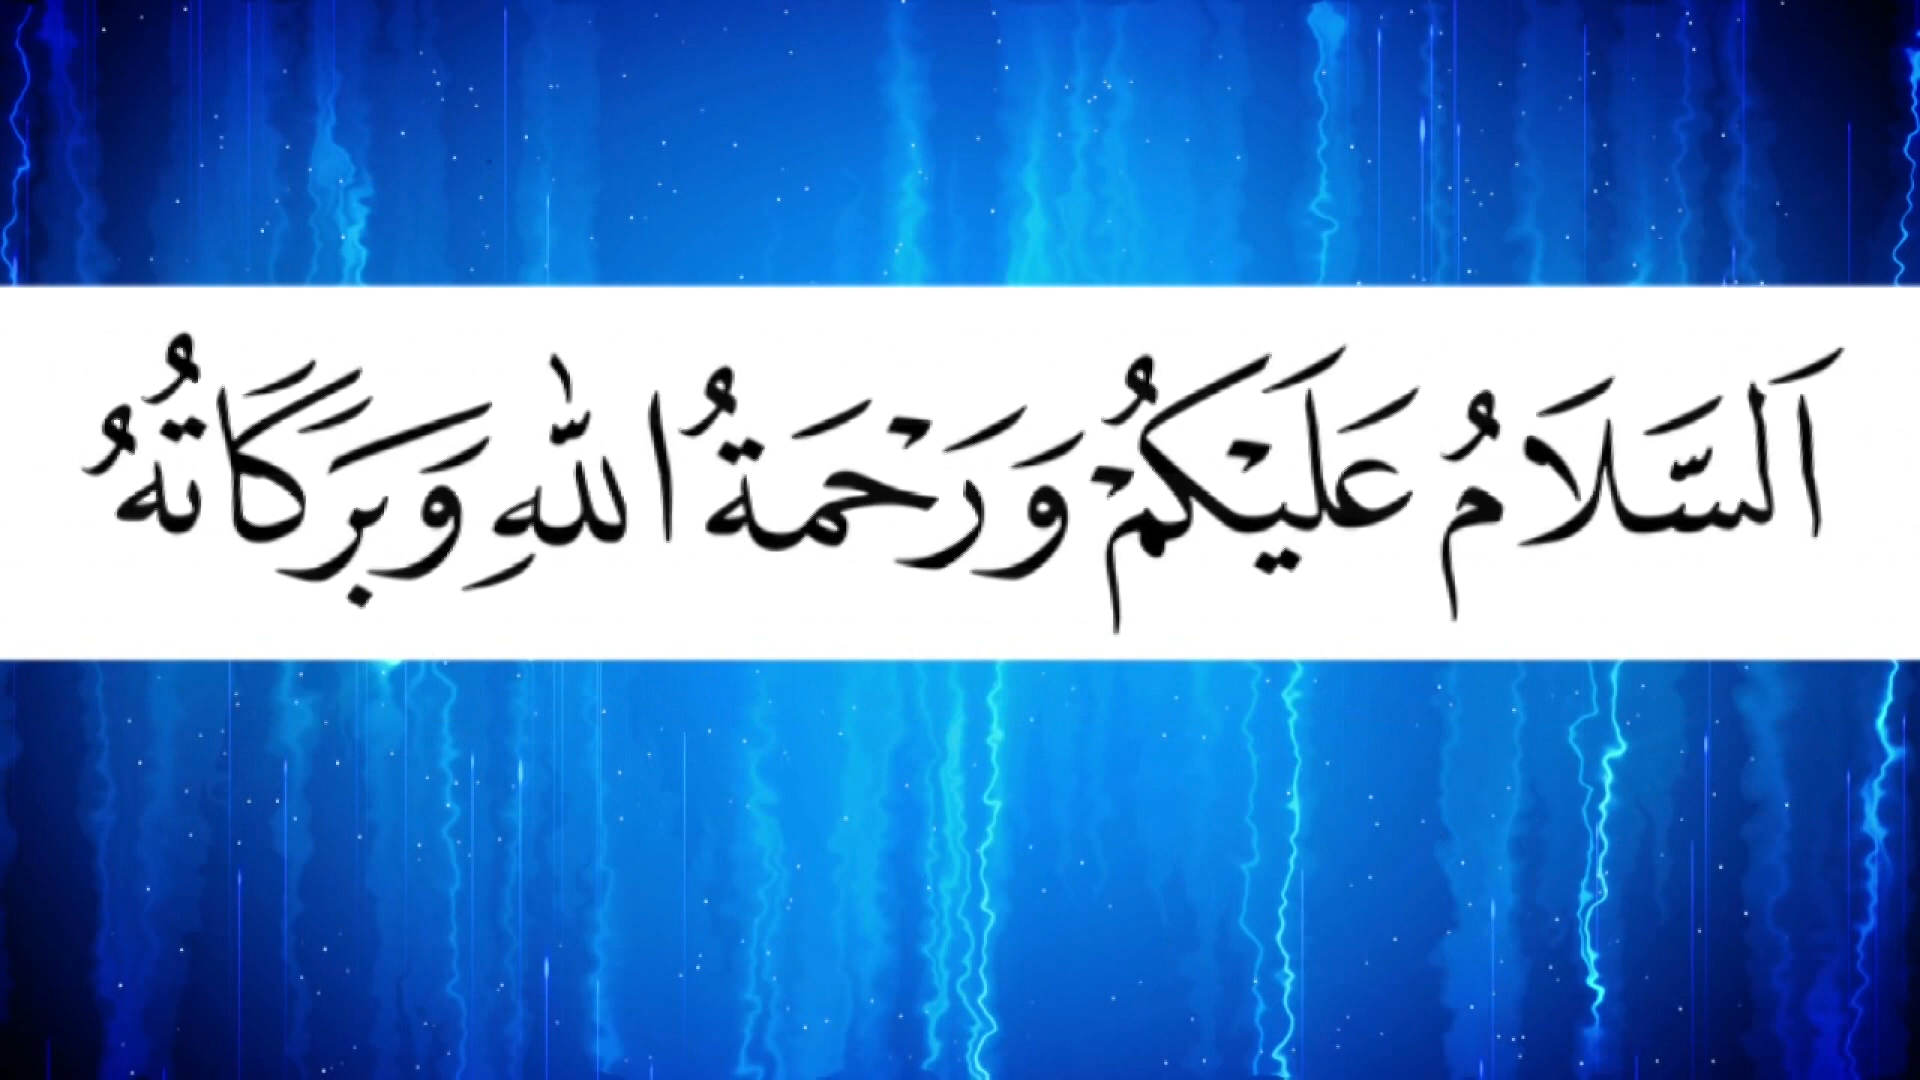 اَلسَّلَامُ عَلَيْكُمْ وَرَحْمَةُ اللّٰهِ وَبَرَكَاتُهُ